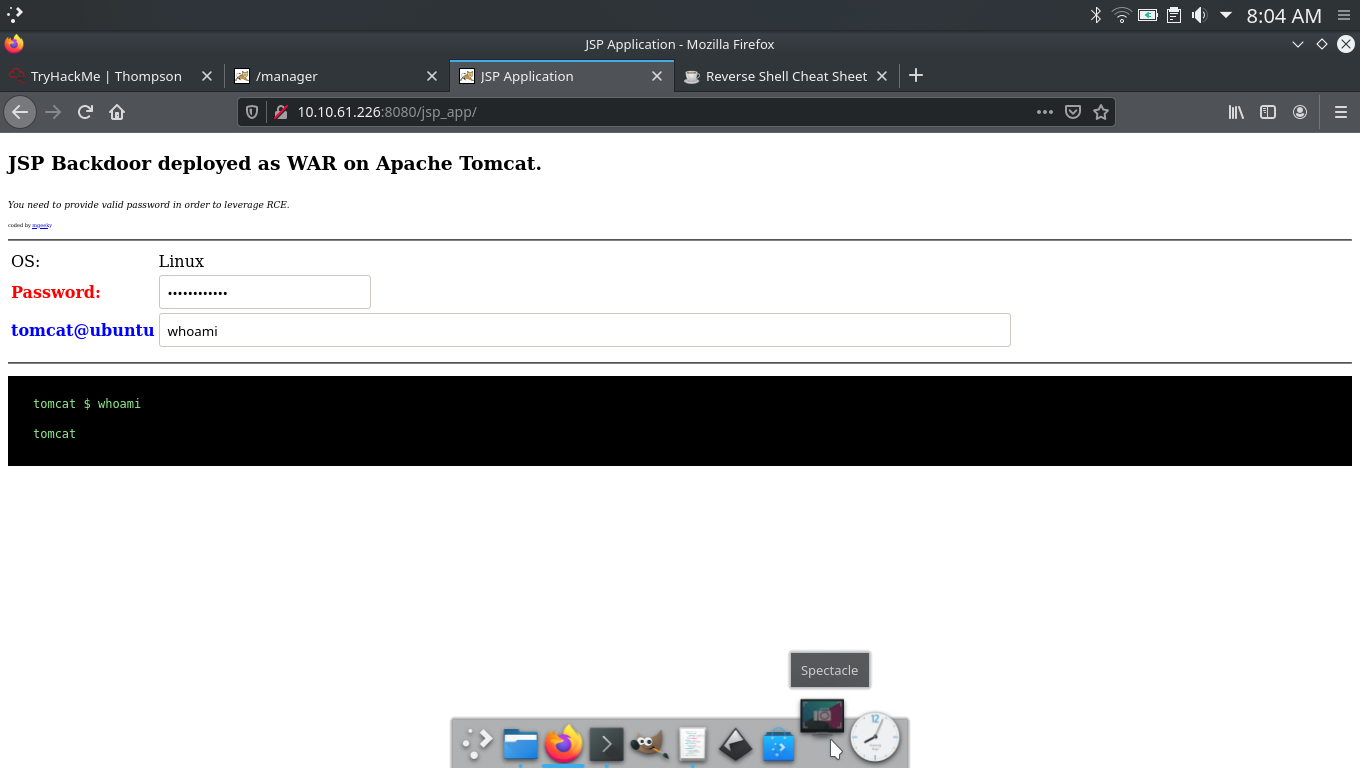 8:04 AM
JSP Application - Mozilla Firefox
TryHackMe | Thompson
/manager
JSP Application
Reverse Shell Cheat Sheet
10.10.61.226:8080/jsp_app/
JSP Backdoor deployed as WAR on Apache Tomcat.
You need to provide valid password in order to leverage RCE.
coded by mgeeky
OS: Linux
Password: ••••••••••••
tomcat@ubuntu whoami
tomcat $ whoami
tomcat
Spectacle
12